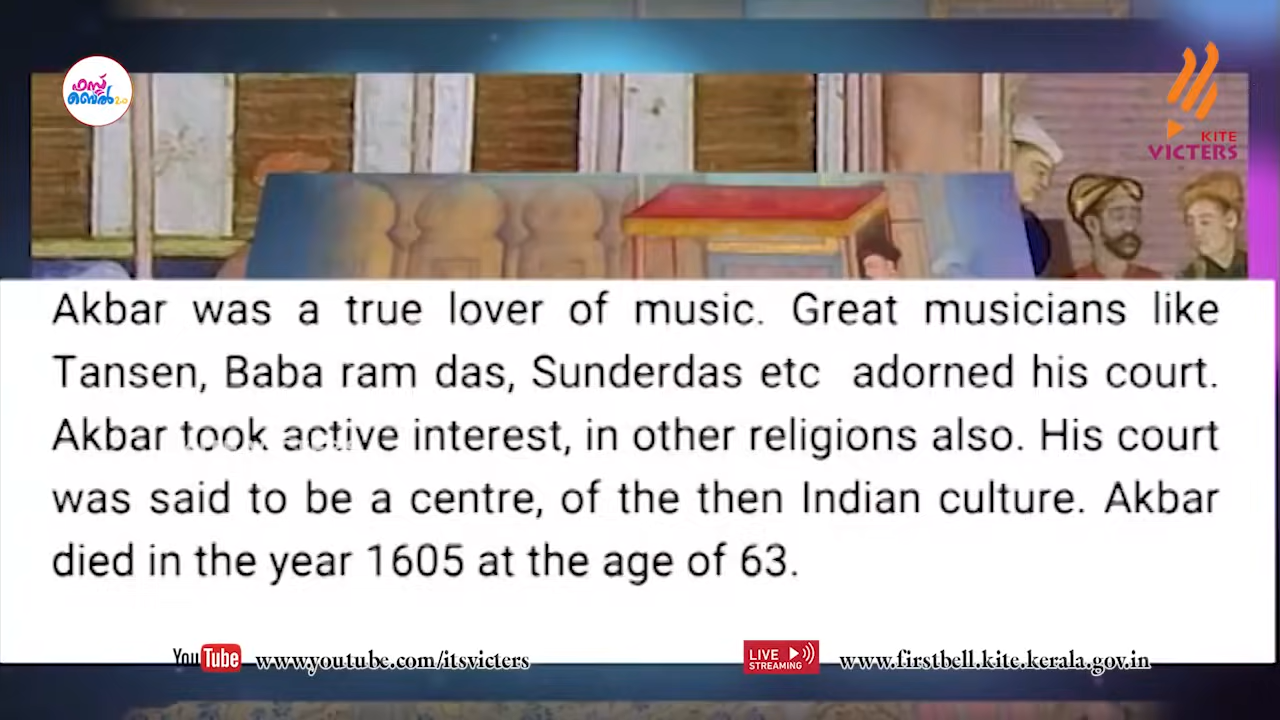 ഫസ്റ്റ്
ബെൽ 2.0
KITE
VICTERS
Akbar was a true lover of music. Great musicians like
Tansen, Baba ram das, Sunderdas etc adorned his court.
Akbar took active interest, in other religions also. His court
was said to be a centre, of the then Indian culture. Akbar
died in the year 1605 at the age of 63.
YouTube www.youtube.com/itsvicters
LIVE STREAMING www.firstbell.kite.kerala.gov.in